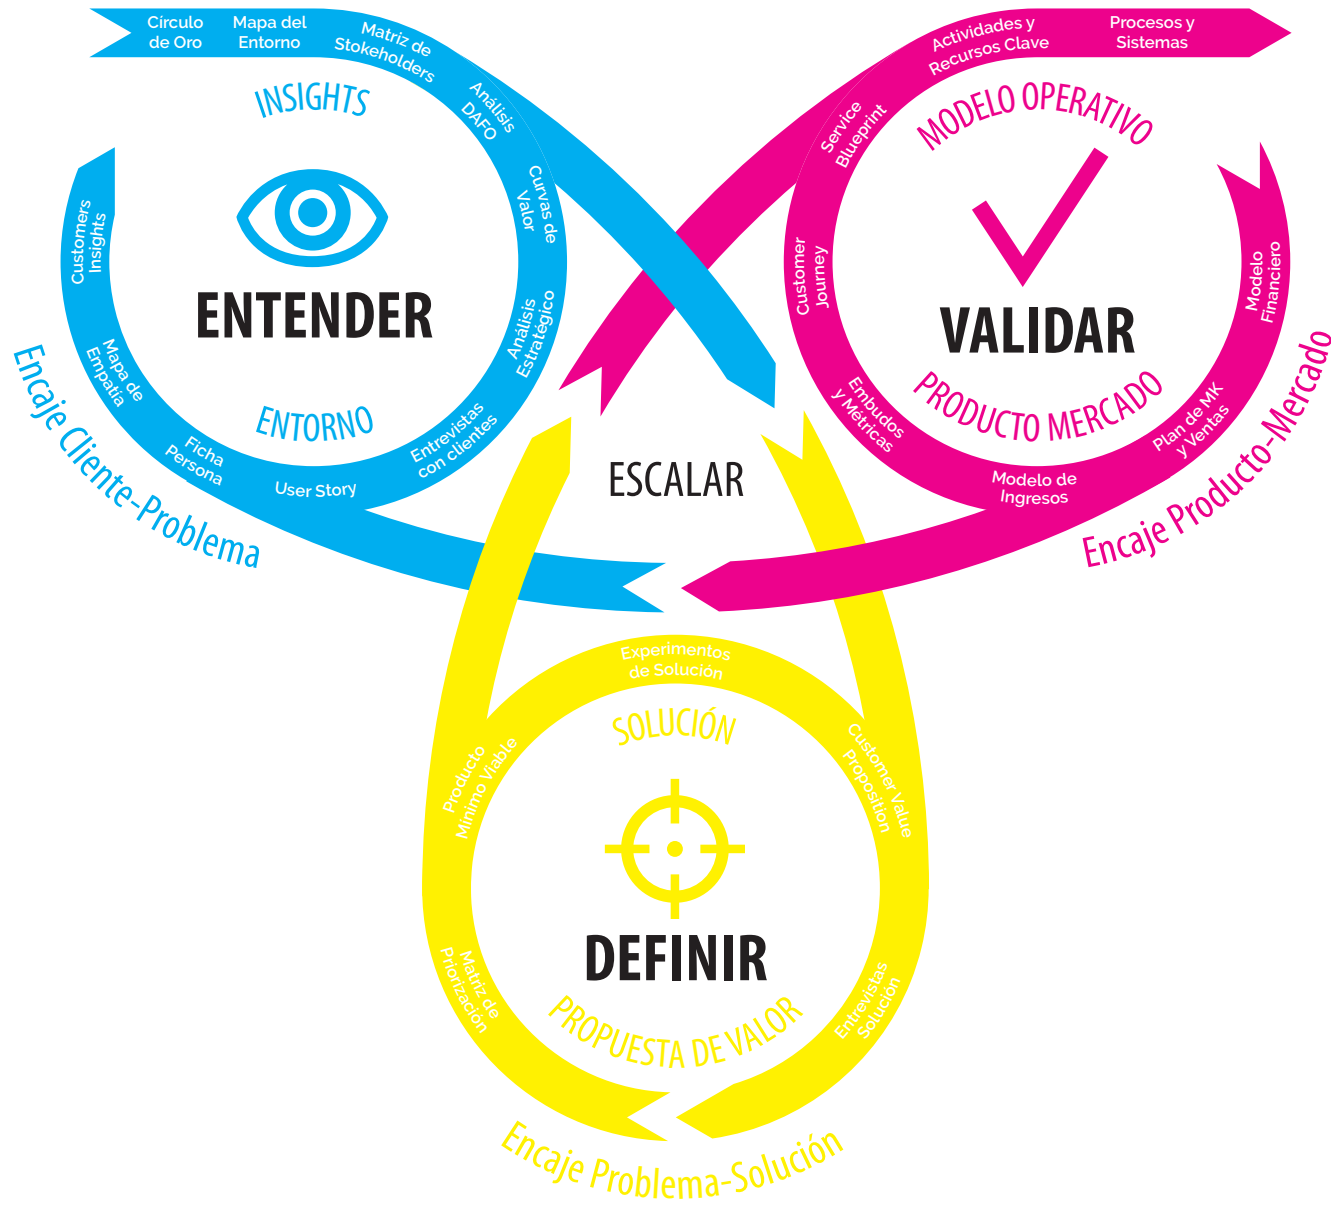 Círculo
de Oro
Mapa del
Entorno
Matriz de
Stokeholders
Análisis
DAFO
Curvas de
Valor
Análisis
Estratégico
Entrevistas
con clientes
User Story
Ficha
Persona
Mapa de
Empatía
Customers
Insights
INSIGHTS
ENTENDER
ENTORNO
Encaje Cliente-Problema
Procesos y
Sistemas
Actividades y
Recursos Clave
Service
Blueprint
Customer
Journey
Embudos
y Métricas
Modelo de
Ingresos
Plan de MK
y Ventas
Modelo
Financiero
MODELO OPERATIVO
VALIDAR
PRODUCTO MERCADO
Encaje Producto-Mercado
ESCALAR
Experimentos
de Solución
Customer Value
Proposition
Entrevistas
Solución
Matriz de
Priorización
Producto
Mínimo Viable
SOLUCIÓN
DEFINIR
PROPUESTA DE VALOR
Encaje Problema-Solución